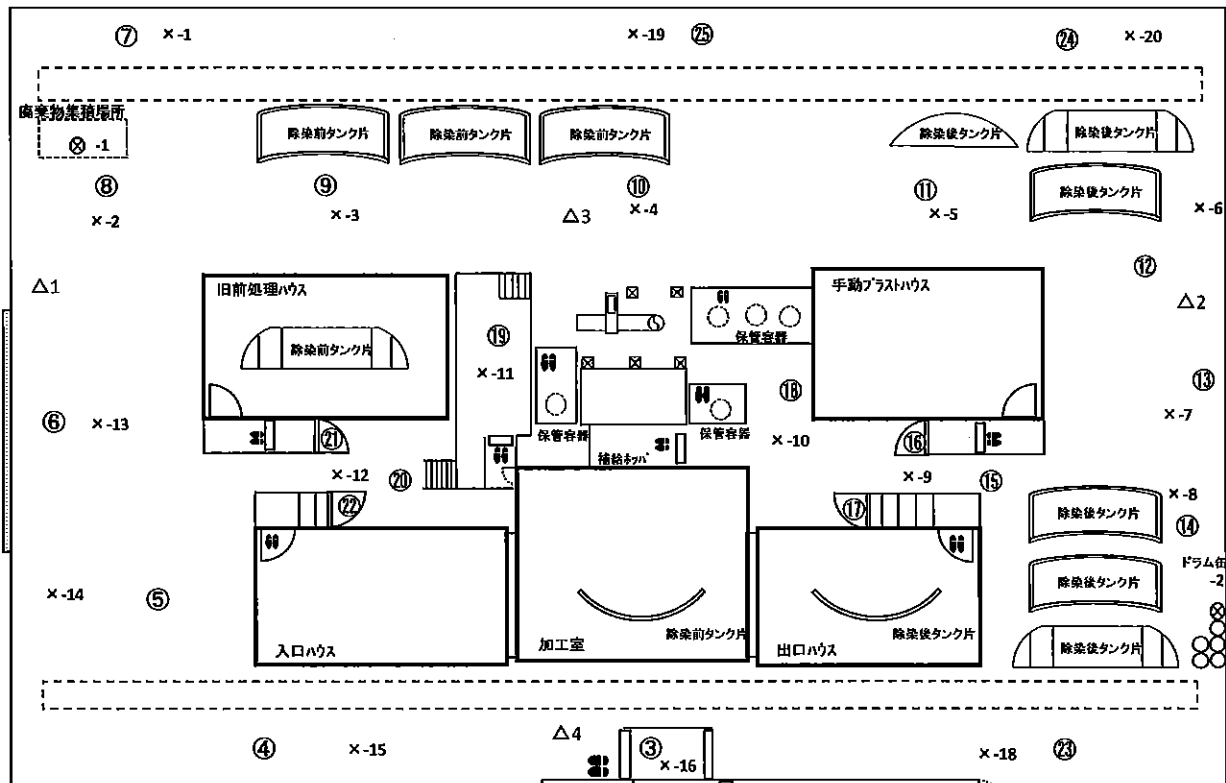 ⑦ ×-1 ×-19 ㉕ ㉔ ×-20
廃棄物集積場所
⊗ -1
除染前タンク片 除染前タンク片 除染前タンク片 除染後タンク片 除染後タンク片
⑧ ⑨ ⑩ ⑪ 除染後タンク片
×-2 ×-3 △3 ×-4 ×-5 ×-6
⑫
△1 旧前処理ハウス 手動ブラストハウス △2
⑲ 保管容器
除染前タンク片
×-11 ⑱ ⑬
⑥ ×-13 ×-7
㉑ 保管容器 保管容器 ×-10 ⑯
補給ホッパ
×-12 ⑳ ×-9 ⑮
㉒ ⑰ 除染後タンク片 ×-8
⑭
ドラム缶
-2
×-14 ⑤ 除染後タンク片
入口ハウス 加工室 除染前タンク片 出口ハウス 除染後タンク片 除染後タンク片
④ ×-15 △4 ③ ×-16 ×-18 ㉓